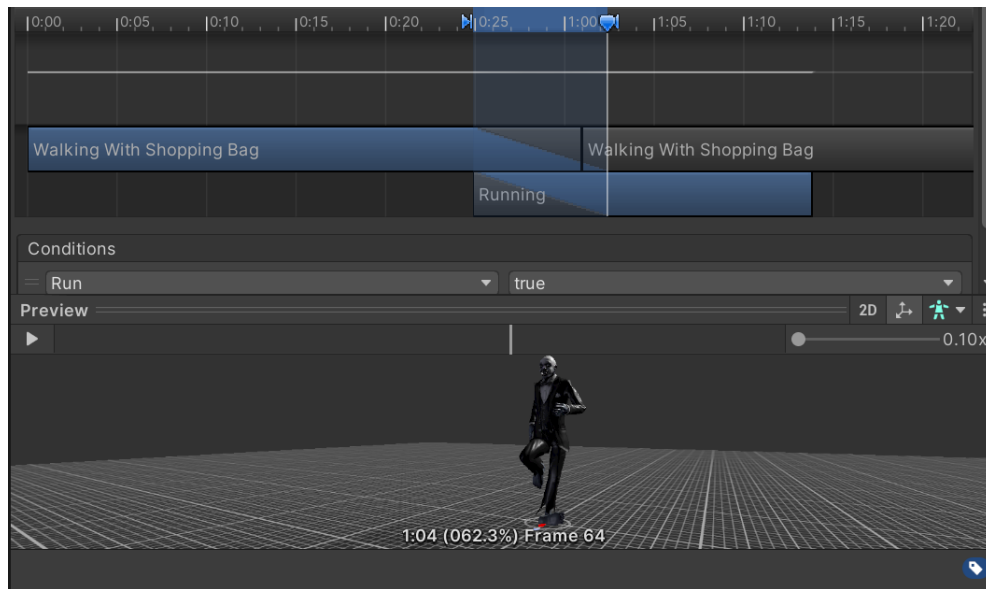 0:00 0:05 0:10 0:15 0:20 0:25 1:00 1:05 1:10 1:15 1:20
Walking With Shopping Bag Walking With Shopping Bag
Running
Conditions
Run true
Preview 2D
0.10x
1:04 (062.3%) Frame 64